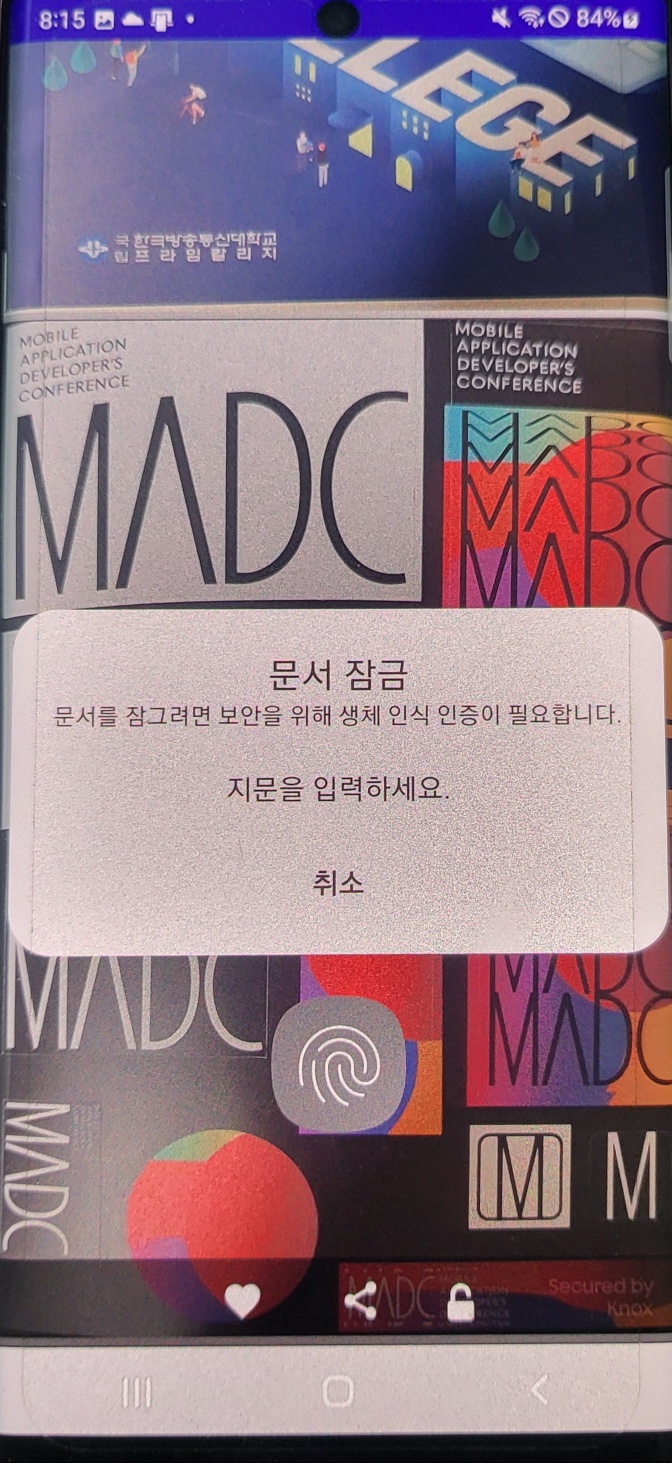 8:15
84%
LEGE
국 한국방송통신대학교
립 프라임칼리지
MOBILE
APPLICATION
DEVELOPER'S
CONFERENCE
MADC
MOBILE
APPLICATION
DEVELOPER'S
CONFERENCE
MADC
문서 잠금
문서를 잠그려면 보안을 위해 생체 인식 인증이 필요합니다.
지문을 입력하세요.
취소
MADC
MADC
MADC
MADC
M
M
MADC
Secured by
Knox